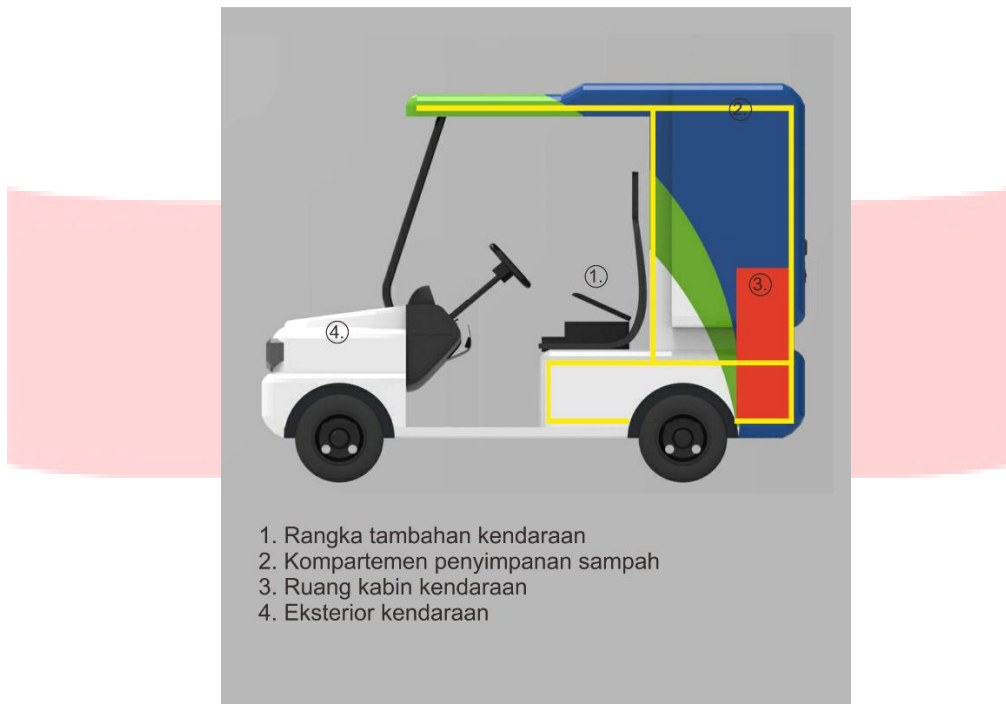 2.
1.
3.
4.
1. Rangka tambahan kendaraan
2. Kompartemen penyimpanan sampah
3. Ruang kabin kendaraan
4. Eksterior kendaraan